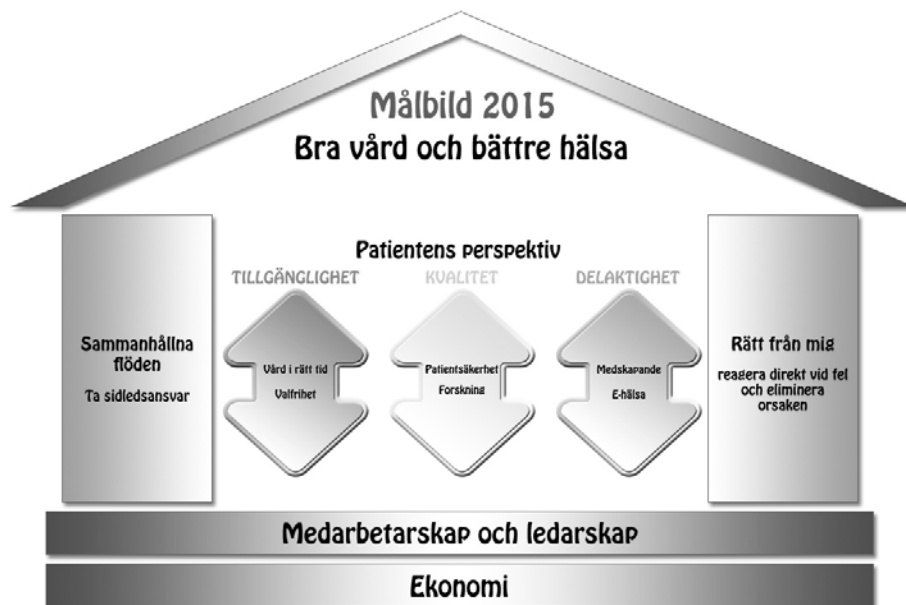 Målbild 2015
Bra vård och bättre hälsa
Patientens perspektiv
TILLGÄNGLIGHET
KVALITET
DELAKTIGHET
Sammanhållna
flöden
Ta sidledsansvar
Vård i rätt tid
Valfrihet
Patientsäkerhet
Forskning
Medskapande
E-hälsa
Rätt från mig
reagera direkt vid fel
och eliminera
orsaken
Medarbetarskap och ledarskap
Ekonomi